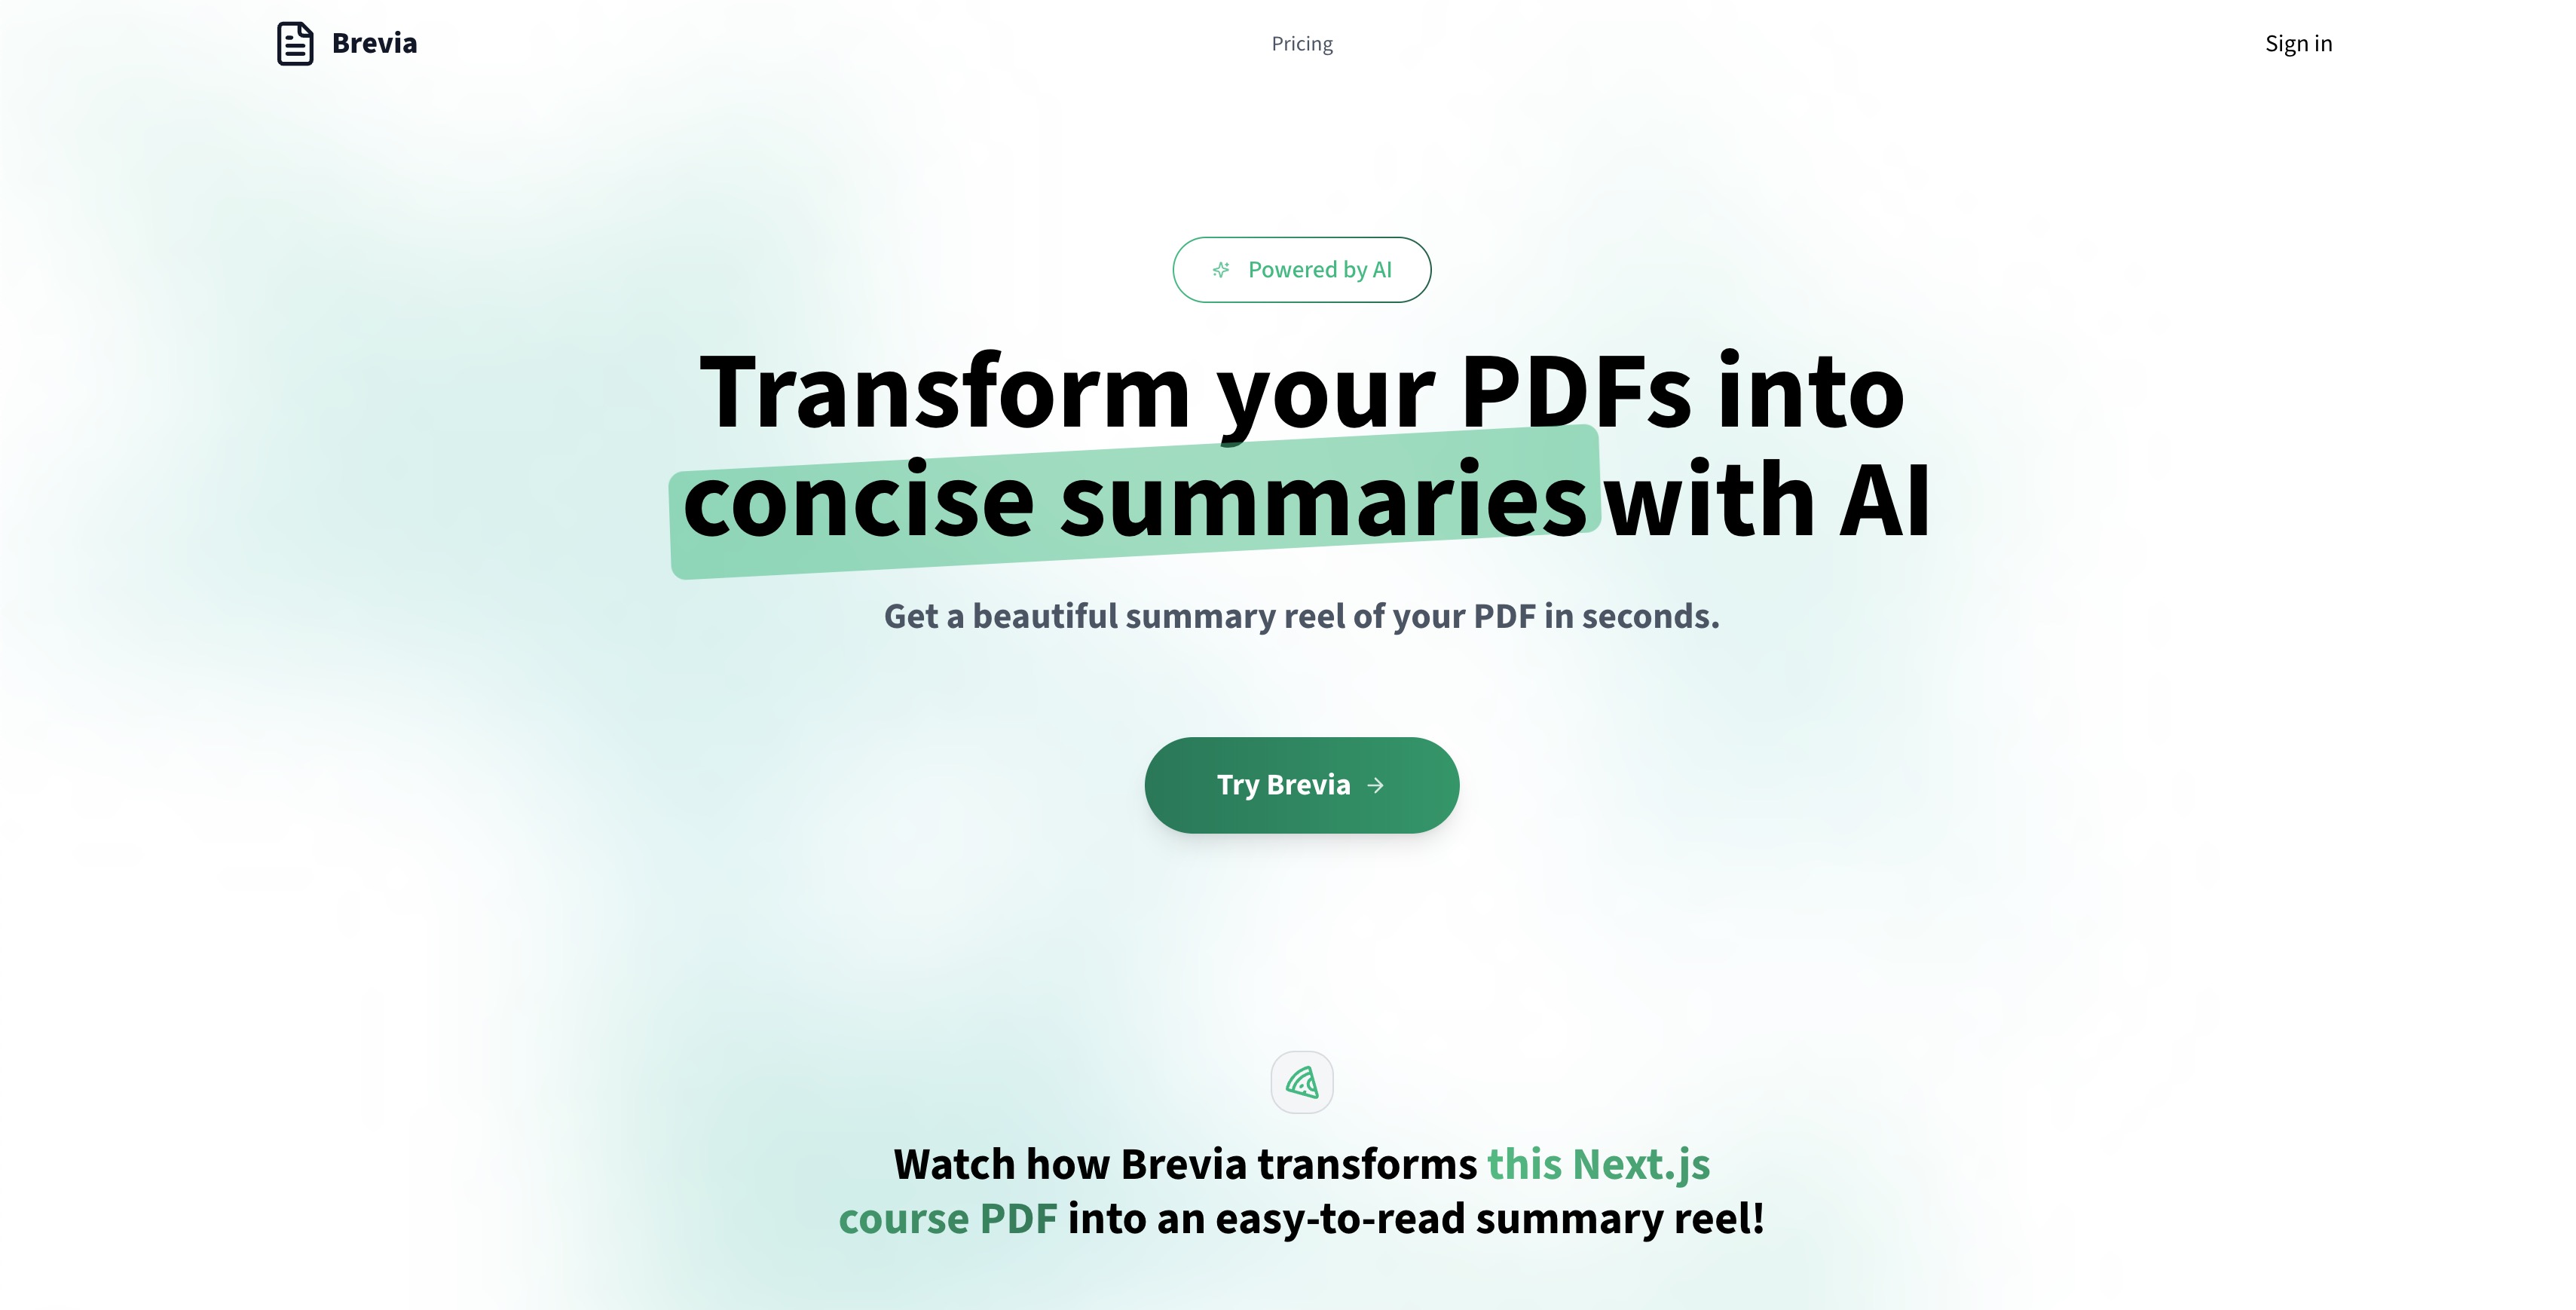 Brevia
Pricing
Sign in
Powered by AI
Transform your PDFs into
concise summaries with AI
Get a beautiful summary reel of your PDF in seconds.
Try Brevia →
Watch how Brevia transforms this Next.js
course PDF into an easy-to-read summary reel!